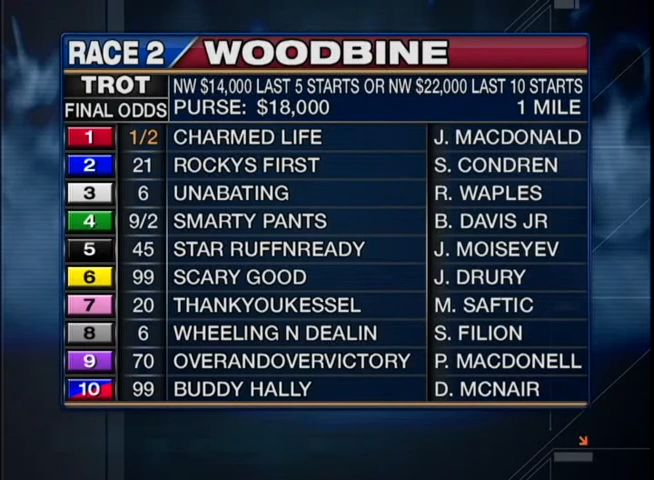 RACE 2 WOODBINE
TROT NW $14,000 LAST 5 STARTS OR NW $22,000 LAST 10 STARTS
FINAL ODDS PURSE: $18,000 1 MILE
1 1/2 CHARMED LIFE J. MACDONALD
2 21 ROCKYS FIRST S. CONDREN
3 6 UNABATING R. WAPLES
4 9/2 SMARTY PANTS B. DAVIS JR
5 45 STAR RUFFNREADY J. MOISEYEV
6 99 SCARY GOOD J. DRURY
7 20 THANKYOUKESSEL M. SAFTIC
8 6 WHEELING N DEALIN S. FILION
9 70 OVERANDOVERVICTORY P. MACDONELL
10 99 BUDDY HALLY D. MCNAIR